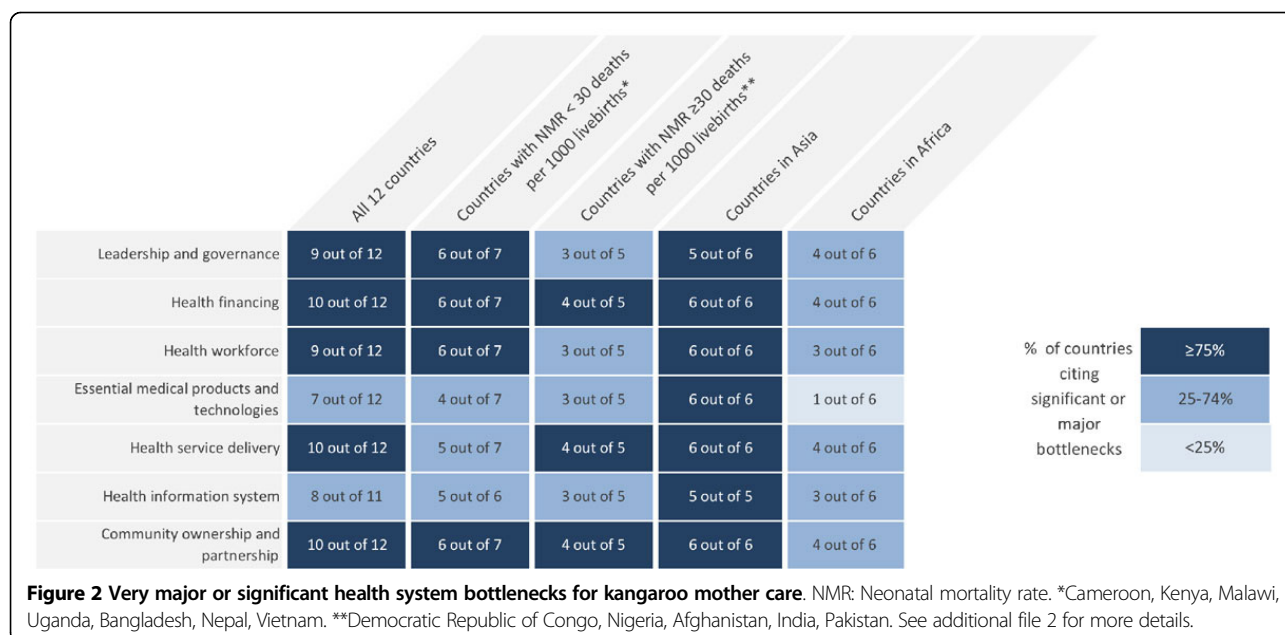 All 12 countries
Countries with NMR < 30 deaths
per 1000 livebirths*
Countries with NMR ≥30 deaths
per 1000 livebirths**
Countries in Asia
Countries in Africa
Leadership and governance 9 out of 12 6 out of 7 3 out of 5 5 out of 6 4 out of 6
Health financing 10 out of 12 6 out of 7 4 out of 5 6 out of 6 4 out of 6
Health workforce 9 out of 12 6 out of 7 3 out of 5 6 out of 6 3 out of 6
Essential medical products and
technologies 7 out of 12 4 out of 7 3 out of 5 6 out of 6 1 out of 6
Health service delivery 10 out of 12 5 out of 7 4 out of 5 6 out of 6 4 out of 6
Health information system 8 out of 11 5 out of 6 3 out of 5 5 out of 5 3 out of 6
Community ownership and
partnership 10 out of 12 6 out of 7 4 out of 5 6 out of 6 4 out of 6
% of countries
citing
significant or
major
bottlenecks
≥75%
25-74%
<25%
Figure 2 Very major or significant health system bottlenecks for kangaroo mother care. NMR: Neonatal mortality rate. *Cameroon, Kenya, Malawi,
Uganda, Bangladesh, Nepal, Vietnam. **Democratic Republic of Congo, Nigeria, Afghanistan, India, Pakistan. See additional file 2 for more details.